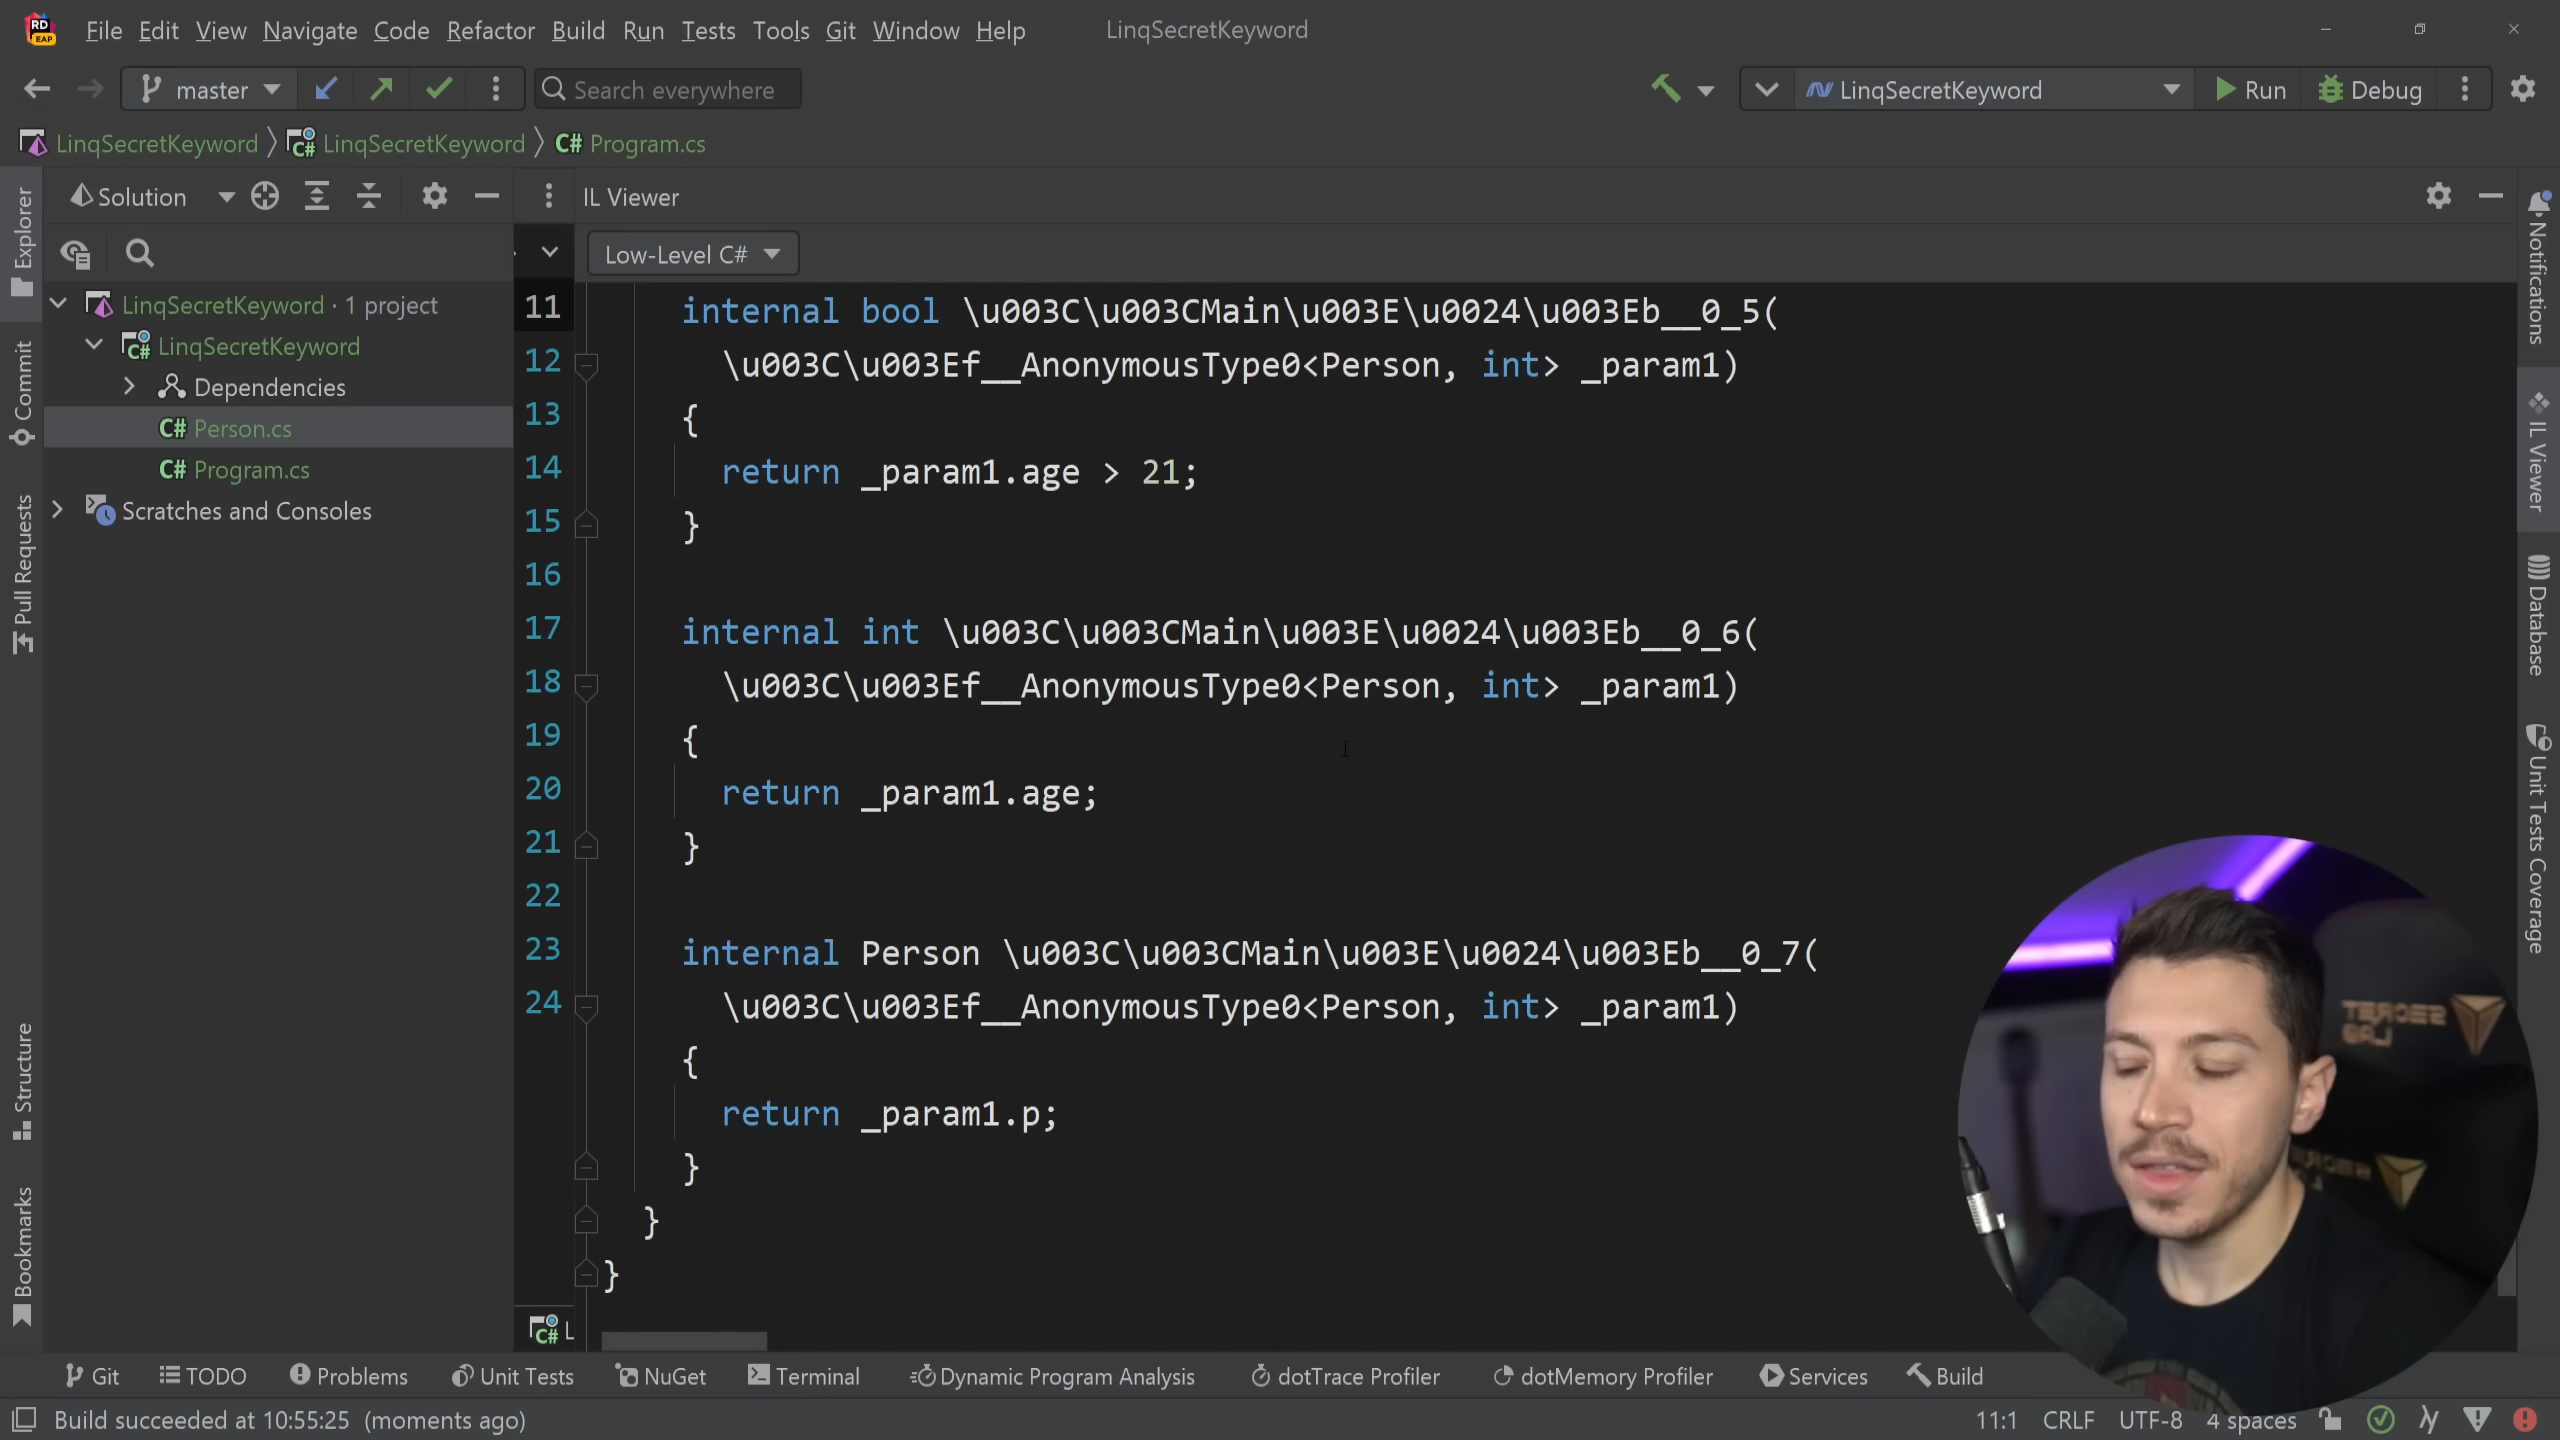 RD
EAP
File Edit View Navigate Code Refactor Build Run Tests Tools Git Window Help LinqSecretKeyword
master Search everywhere LinqSecretKeyword Run Debug
LinqSecretKeyword LinqSecretKeyword C# Program.cs
Solution IL Viewer
Low-Level C#
LinqSecretKeyword · 1 project
C# LinqSecretKeyword
Dependencies
C# Person.cs
C# Program.cs
Scratches and Consoles
Explorer
Commit
Pull Requests
Structure
Bookmarks
11 internal bool \u003C\u003CMain\u003E\u0024\u003Eb__0_5(
12 \u003C\u003Ef__AnonymousType0<Person, int> _param1)
13 {
14 return _param1.age > 21;
15 }
16
17 internal int \u003C\u003CMain\u003E\u0024\u003Eb__0_6(
18 \u003C\u003Ef__AnonymousType0<Person, int> _param1)
19 {
20 return _param1.age;
21 }
22
23 internal Person \u003C\u003CMain\u003E\u0024\u003Eb__0_7(
24 \u003C\u003Ef__AnonymousType0<Person, int> _param1)
{
return _param1.p;
}
}
}
C# L
Notifications
IL Viewer
Database
Unit Tests Coverage
SECRET
LAB
Git TODO Problems Unit Tests NuGet Terminal Dynamic Program Analysis dotTrace Profiler dotMemory Profiler Services Build
Build succeeded at 10:55:25 (moments ago) 11:1 CRLF UTF-8 4 spaces